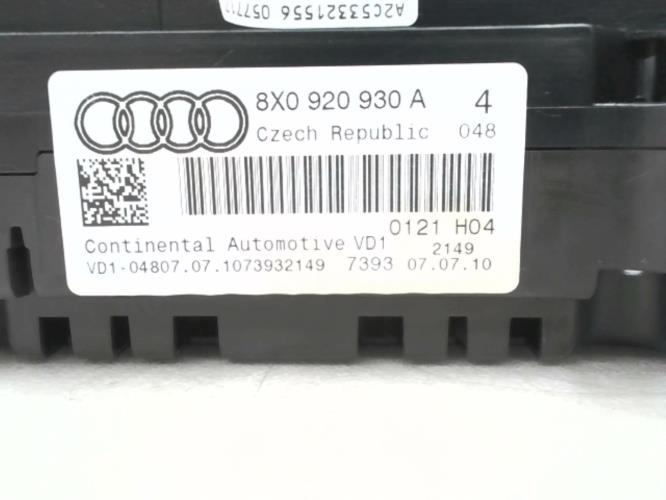 A2C53321556
8X0 920 930 A 4
Czech Republic 048
0121 H04
Continental Automotive VD1 2149
VD1-04807.07.1073932149 7393 07.07.10